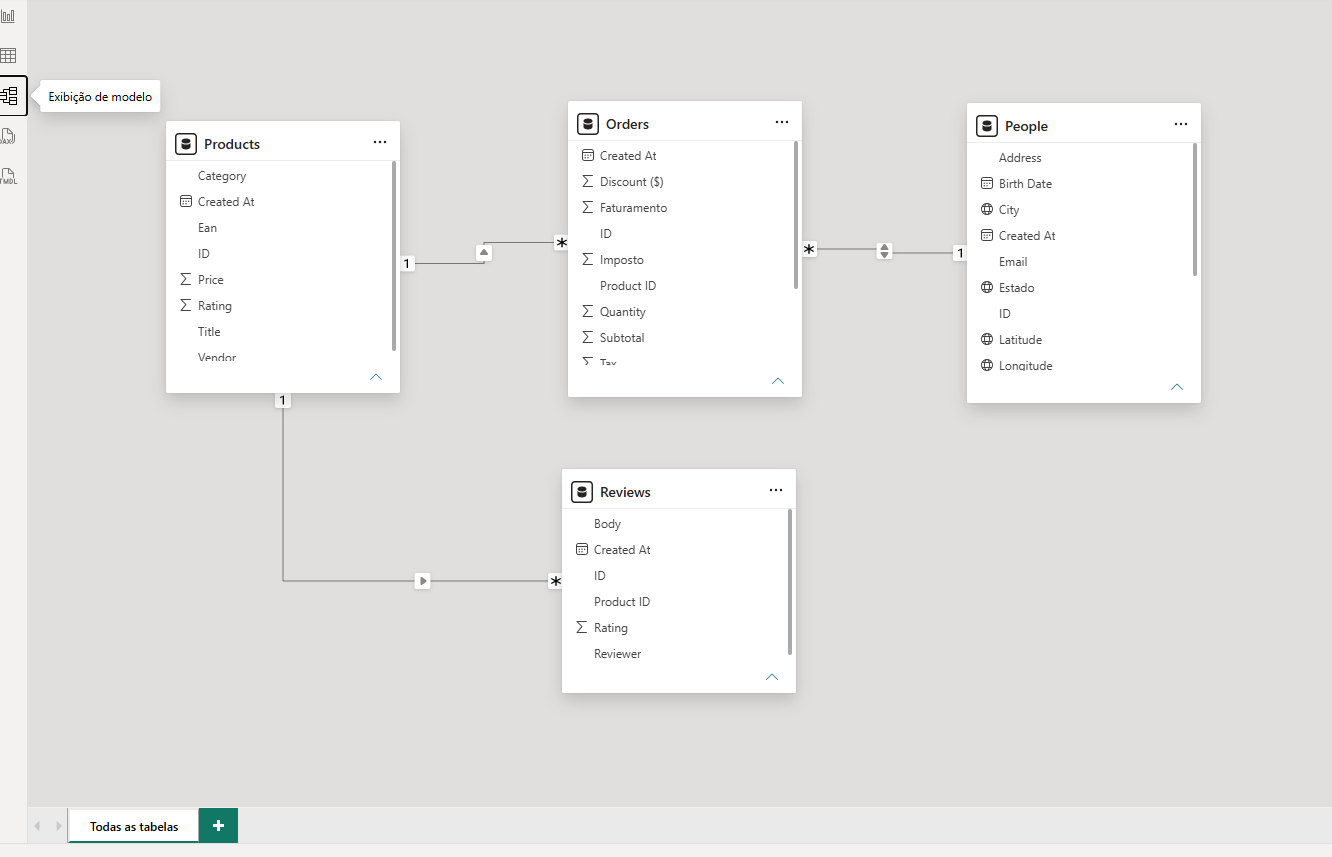 Exibição de modelo
Products
Category
Created At
Ean
ID
Price
Rating
Title
Vendor
1
1
Orders
Created At
Discount ($)
Faturamento
ID
Imposto
Product ID
Quantity
Subtotal
Tax
*
*
1
People
Address
Birth Date
City
Created At
Email
Estado
ID
Latitude
Longitude
Reviews
Body
Created At
ID
Product ID
Rating
Reviewer
*
DAX
TMDL
Todas as tabelas
+